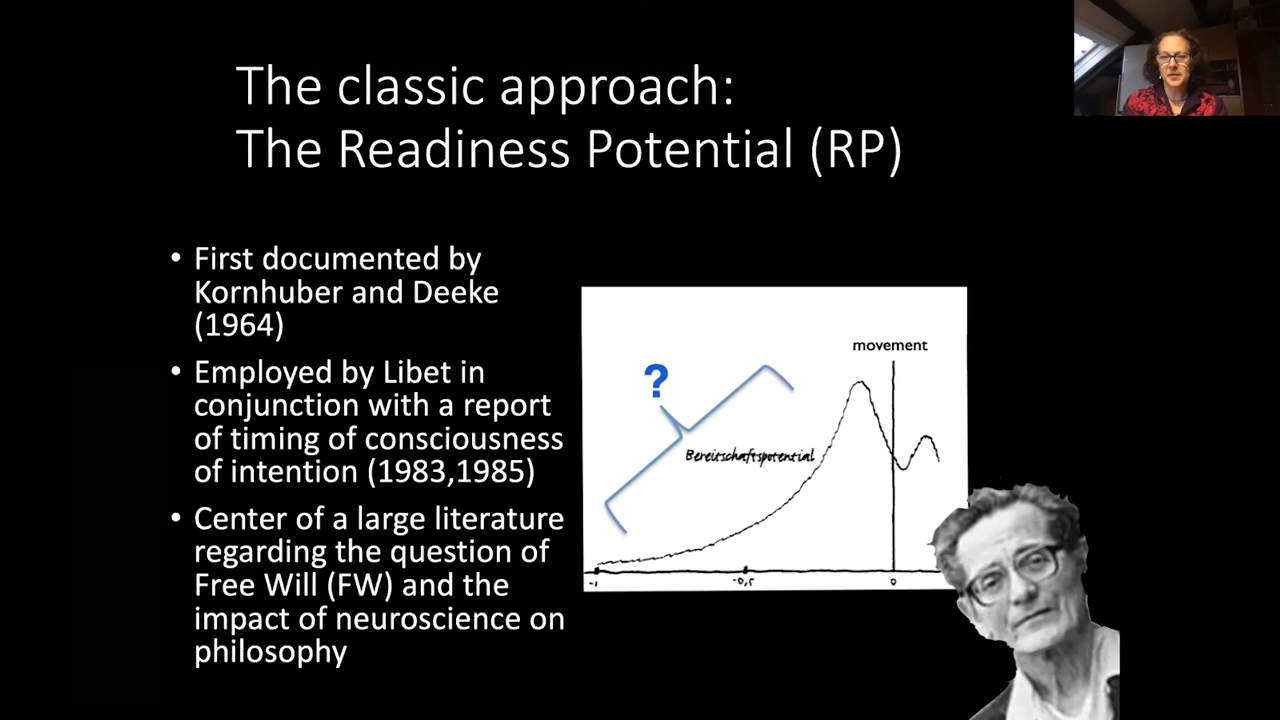 The classic approach:
The Readiness Potential (RP)
• First documented by
Kornhuber and Deeke
(1964)
• Employed by Libet in
conjunction with a report
of timing of consciousness
of intention (1983,1985)
• Center of a large literature
regarding the question of
Free Will (FW) and the
impact of neuroscience on
philosophy
movement
?
Bereitschaftspotential
-1
-0,5
0